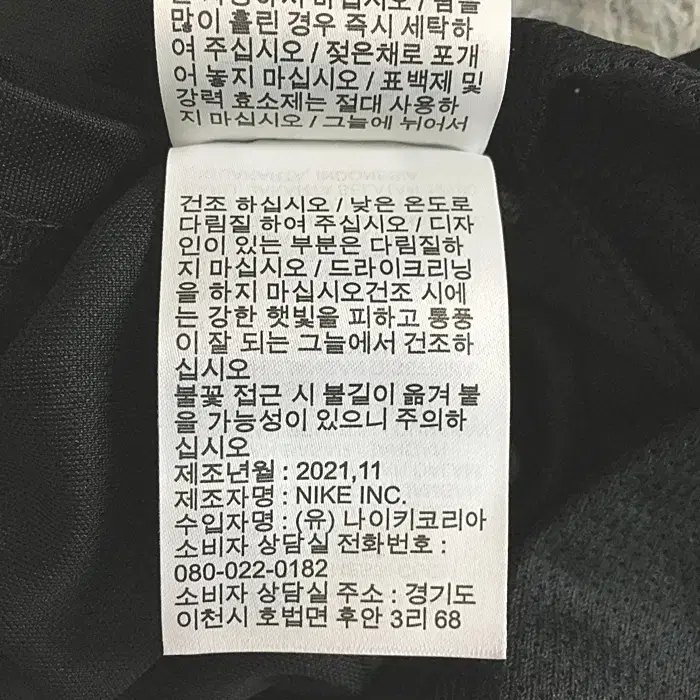 많이 흘린 경우 즉시 세탁하
여 주십시오 / 젖은채로 포개
어 놓지 마십시오 / 표백제 및
강력 효소제는 절대 사용하
지 마십시오 / 그늘에 뉘어서
건조 하십시오 / 낮은 온도로
다림질 하여 주십시오 / 디자
인이 있는 부분은 다림질하
지 마십시오 / 드라이크리닝
을 하지 마십시오건조 시에
는 강한 햇빛을 피하고 통풍
이 잘 되는 그늘에서 건조하
십시오
불꽃 접근 시 불길이 옮겨 붙
을 가능성이 있으니 주의하
십시오
제조년월 : 2021,11
제조자명 : NIKE INC.
수입자명 : (유) 나이키코리아
소비자 상담실 전화번호 :
080-022-0182
소비자 상담실 주소 : 경기도
이천시 호법면 후안 3리 68